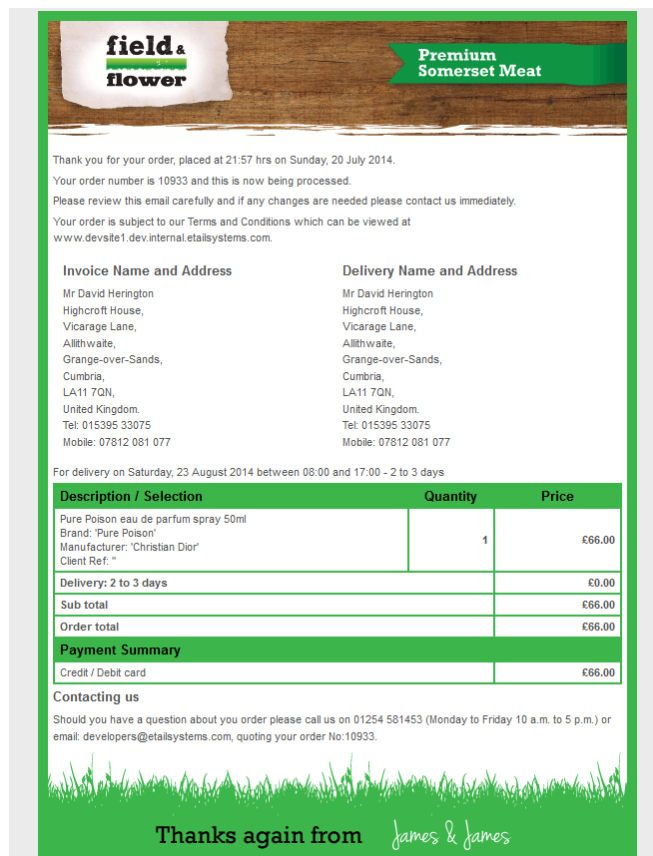 field &
flower
Premium
Somerset Meat
Thank you for your order, placed at 21:57 hrs on Sunday, 20 July 2014.
Your order number is 10933 and this is now being processed.
Please review this email carefully and if any changes are needed please contact us immediately.
Your order is subject to our Terms and Conditions which can be viewed at
www.devsite1.dev.internal.etailsystems.com.
Invoice Name and Address
Mr David Herington
Highcroft House,
Vicarage Lane,
Allithwaite,
Grange-over-Sands,
Cumbria,
LA11 7QN,
United Kingdom.
Tel: 015395 33075
Mobile: 07812 081 077
Delivery Name and Address
Mr David Herington
Highcroft House,
Vicarage Lane,
Allithwaite,
Grange-over-Sands,
Cumbria,
LA11 7QN,
United Kingdom.
Tel: 015395 33075
Mobile: 07812 081 077
For delivery on Saturday, 23 August 2014 between 08:00 and 17:00 - 2 to 3 days
Description / Selection Quantity Price
Pure Poison eau de parfum spray 50ml
Brand: 'Pure Poison'
Manufacturer: 'Christian Dior'
Client Ref: ''
1 £66.00
Delivery: 2 to 3 days £0.00
Sub total £66.00
Order total £66.00
Payment Summary
Credit / Debit card £66.00
Contacting us
Should you have a question about you order please call us on 01254 581453 (Monday to Friday 10 a.m. to 5 p.m.) or
email: developers@etailsystems.com, quoting your order No:10933.
Thanks again from James & James